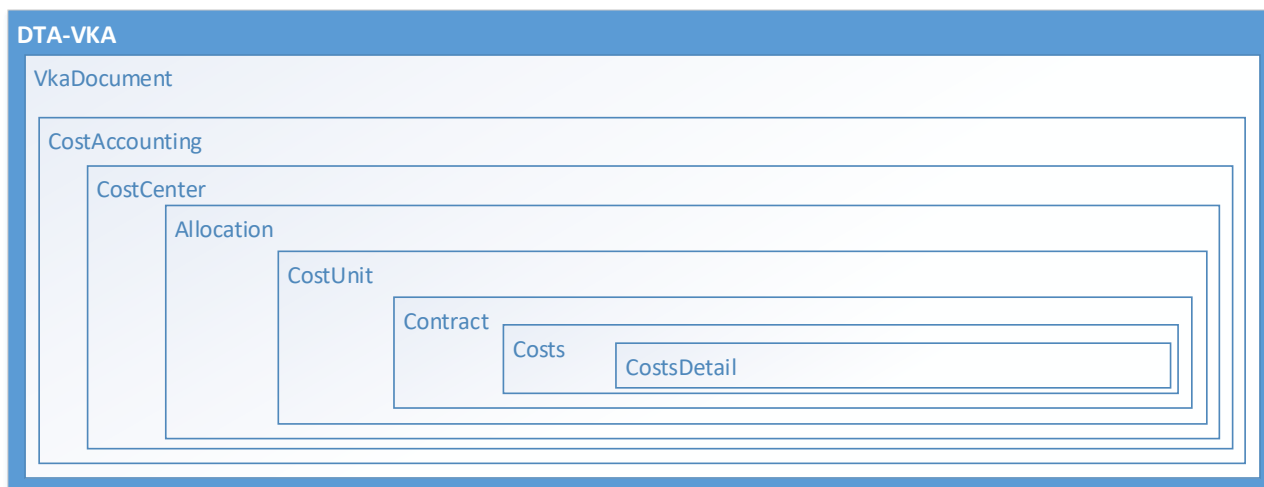 DTA-VKA
VkaDocument
CostAccounting
CostCenter
Allocation
CostUnit
Contract
Costs
CostsDetail